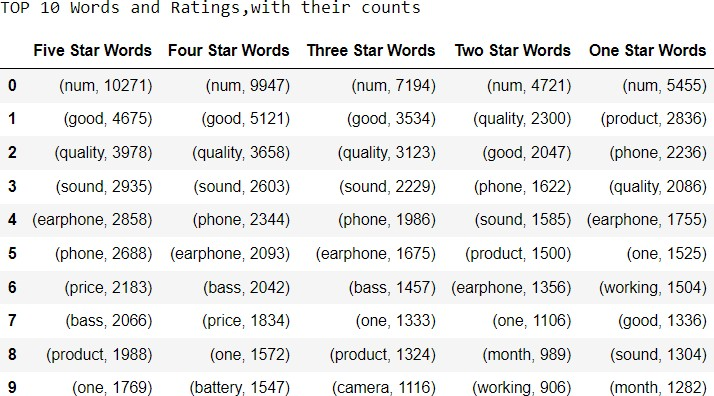 TOP 10 Words and Ratings,with their counts
Five Star Words Four Star Words Three Star Words Two Star Words One Star Words
0 (num, 10271) (num, 9947) (num, 7194) (num, 4721) (num, 5455)
1 (good, 4675) (good, 5121) (good, 3534) (quality, 2300) (product, 2836)
2 (quality, 3978) (quality, 3658) (quality, 3123) (good, 2047) (phone, 2236)
3 (sound, 2935) (sound, 2603) (sound, 2229) (phone, 1622) (quality, 2086)
4 (earphone, 2858) (phone, 2344) (phone, 1986) (sound, 1585) (earphone, 1755)
5 (phone, 2688) (earphone, 2093) (earphone, 1675) (product, 1500) (one, 1525)
6 (price, 2183) (bass, 2042) (bass, 1457) (earphone, 1356) (working, 1504)
7 (bass, 2066) (price, 1834) (one, 1333) (one, 1106) (good, 1336)
8 (product, 1988) (one, 1572) (product, 1324) (month, 989) (sound, 1304)
9 (one, 1769) (battery, 1547) (camera, 1116) (working, 906) (month, 1282)